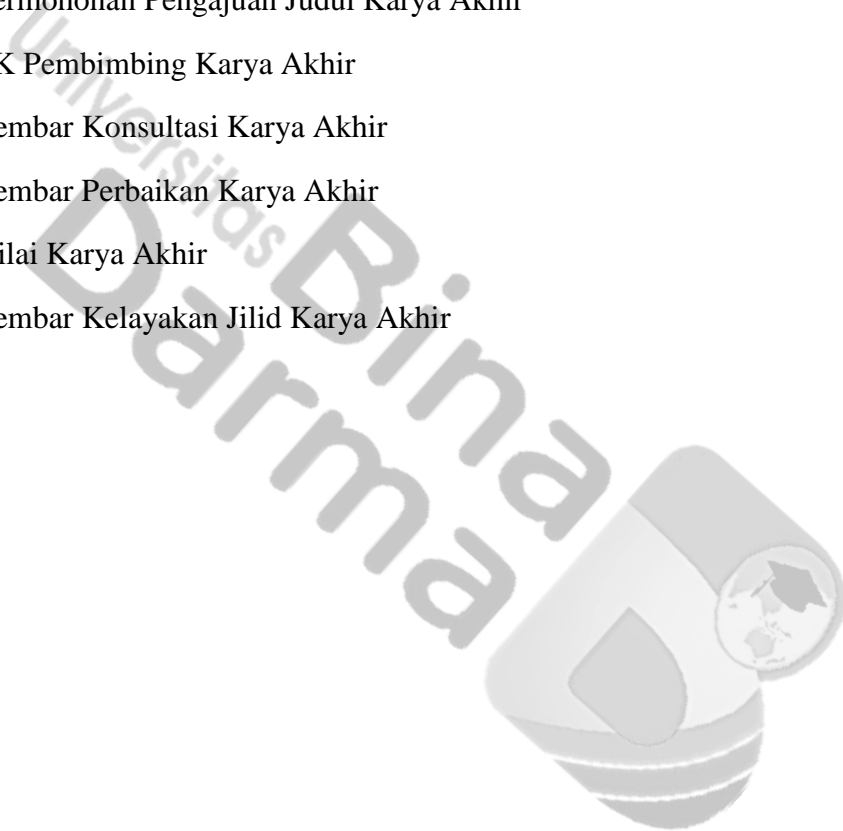 ermohonan Pengajuan Judul Karya Akhir
K Pembimbing Karya Akhir
embar Konsultasi Karya Akhir
embar Perbaikan Karya Akhir
ilai Karya Akhir
embar Kelayakan Jilid Karya Akhir
Universitas
Bina
Darma